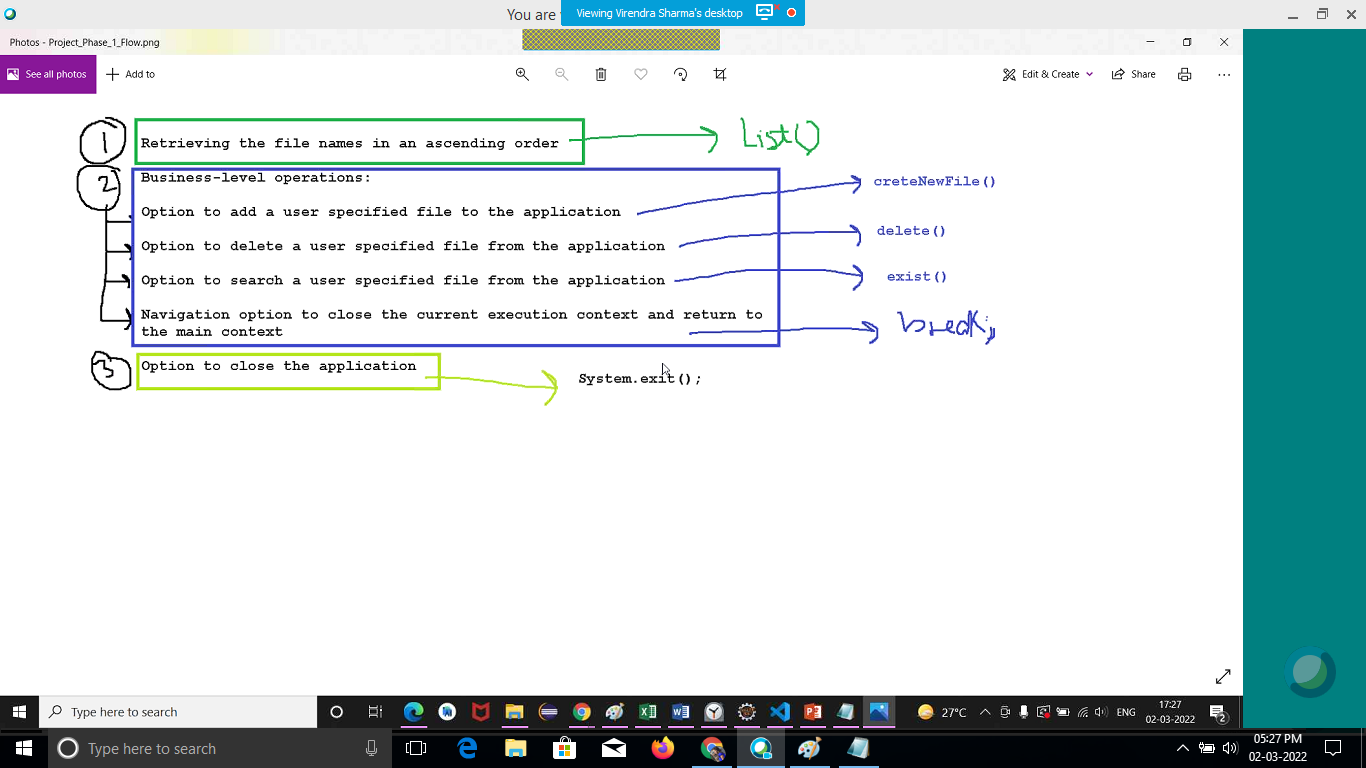 You are
Viewing Virendra Sharma's desktop
Photos - Project_Phase_1_Flow.png
See all photos
Add to
Edit & Create
Share
1
Retrieving the file names in an ascending order
List()
2
Business-level operations:
creteNewFile()
Option to add a user specified file to the application
delete()
Option to delete a user specified file from the application
exist()
Option to search a user specified file from the application
Navigation option to close the current execution context and return to
the main context
break;
3
Option to close the application
System.exit();
Type here to search
27°C
ENG
17:27
02-03-2022
2
Type here to search
05:27 PM
02-03-2022